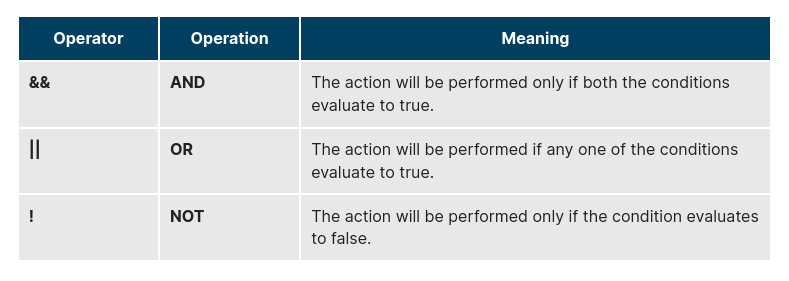 Operator Operation Meaning
&& AND The action will be performed only if both the conditions
evaluate to true.
|| OR The action will be performed if any one of the conditions
evaluate to true.
! NOT The action will be performed only if the condition evaluates
to false.